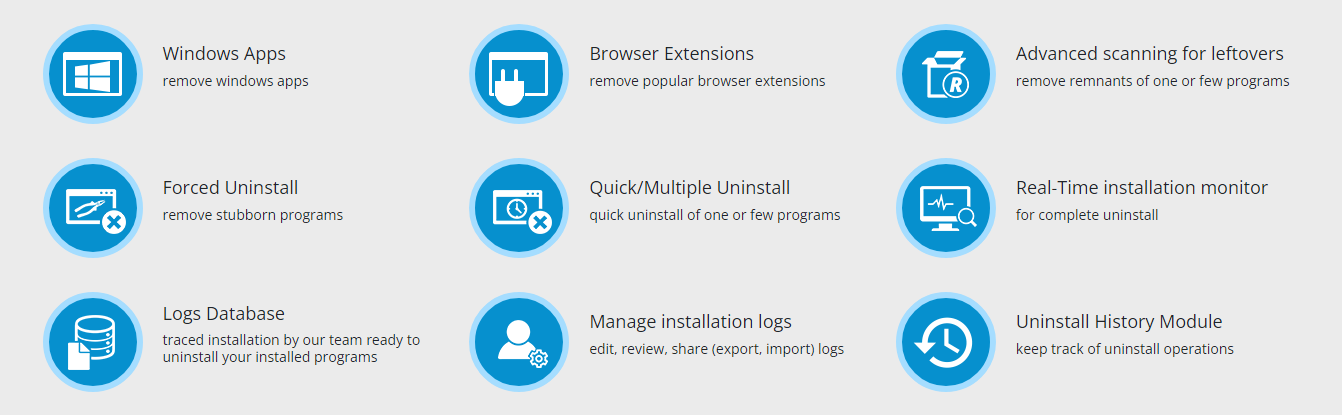 Windows Apps
remove windows apps
Browser Extensions
remove popular browser extensions
Advanced scanning for leftovers
remove remnants of one or few programs
Forced Uninstall
remove stubborn programs
Quick/Multiple Uninstall
quick uninstall of one or few programs
Real-Time installation monitor
for complete uninstall
Logs Database
traced installation by our team ready to
uninstall your installed programs
Manage installation logs
edit, review, share (export, import) logs
Uninstall History Module
keep track of uninstall operations
R